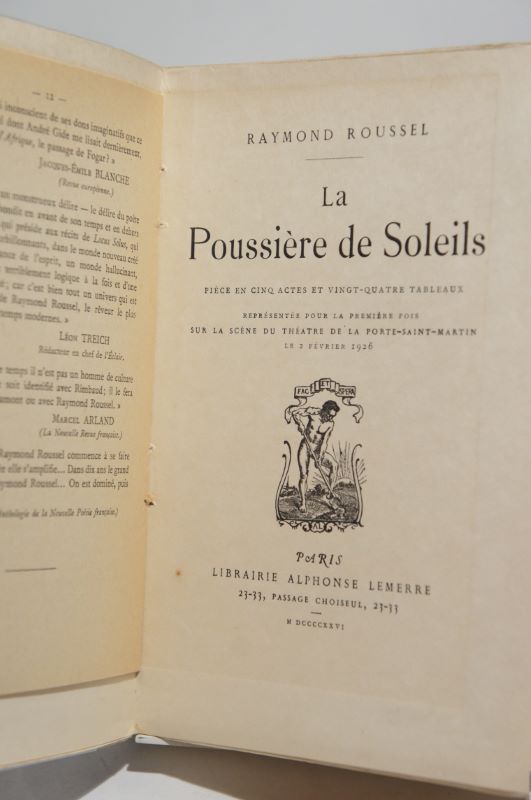 — 12 —
inconscient de ses dons imaginatifs que ce
dont André Gide me lisait dernièrement,
d'Afrique, le passage de Fogar? »
JACQUES-ÉMILE BLANCHE
(Revue européenne.)
un monstrueux délire — le délire du poète
en avant de son temps et en dehors
qui préside aux récits de Locus Solus, qui
dans le monde nouveau créé
de l'esprit, un monde hallucinant,
terriblement logique à la fois et d'une
; car c'est bien tout un univers qui est
de Raymond Roussel, le rêveur le plus
temps modernes. »
LÉON TREICH
Rédacteur en chef de l'Éclair.
temps il n'est pas un homme de culture
soit identifié avec Rimbaud; il le fera
ou avec Raymond Roussel. »
MARCEL ARLAND
(La Nouvelle Revue française.)
Raymond Roussel commence à se faire
elle s'amplifie... Dans dix ans le grand
Raymond Roussel... On est dominé, puis
de la Nouvelle Poésie française.)
RAYMOND ROUSSEL
La
Poussière de Soleils
PIÈCE EN CINQ ACTES ET VINGT-QUATRE TABLEAUX
REPRÉSENTÉE POUR LA PREMIÈRE FOIS
SUR LA SCÈNE DU THÉATRE DE LA PORTE-SAINT-MARTIN
LE 2 FÉVRIER 1926
FAC ET SPERA
AL
PARIS
LIBRAIRIE ALPHONSE LEMERRE
23-33, PASSAGE CHOISEUL, 23-33
M DCCCCXXVI